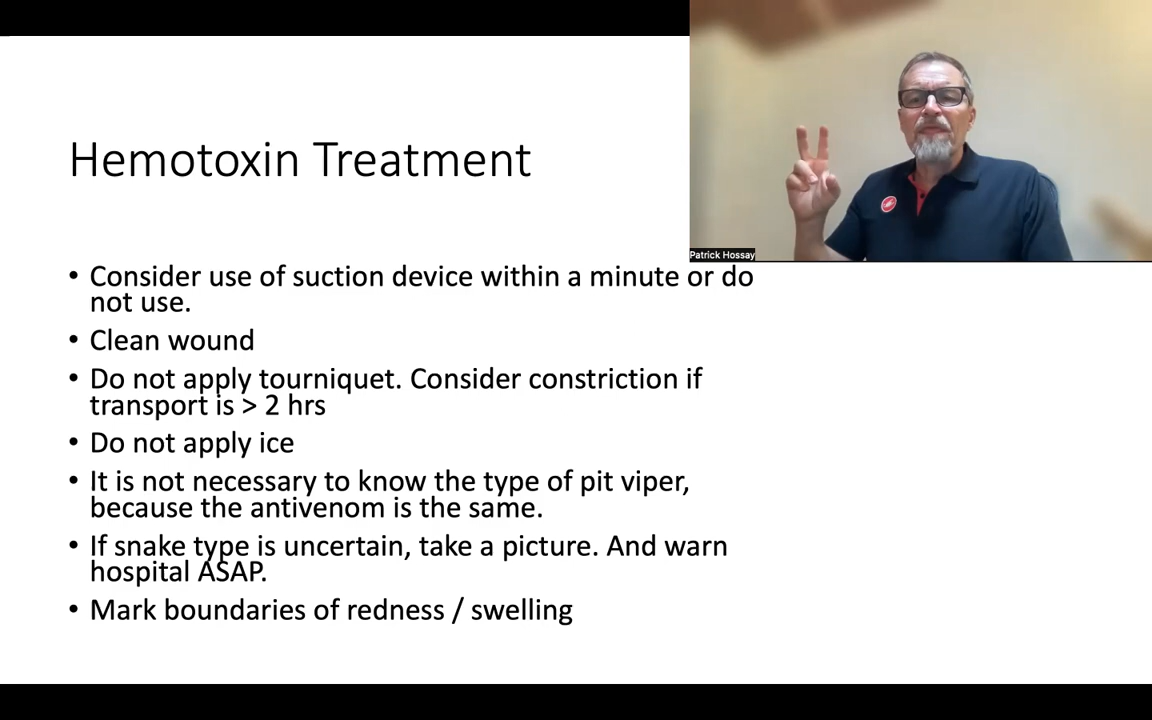 Hemotoxin Treatment
Patrick Hossay
• Consider use of suction device within a minute or do
not use.
• Clean wound
• Do not apply tourniquet. Consider constriction if
transport is > 2 hrs
• Do not apply ice
• It is not necessary to know the type of pit viper,
because the antivenom is the same.
• If snake type is uncertain, take a picture. And warn
hospital ASAP.
• Mark boundaries of redness / swelling